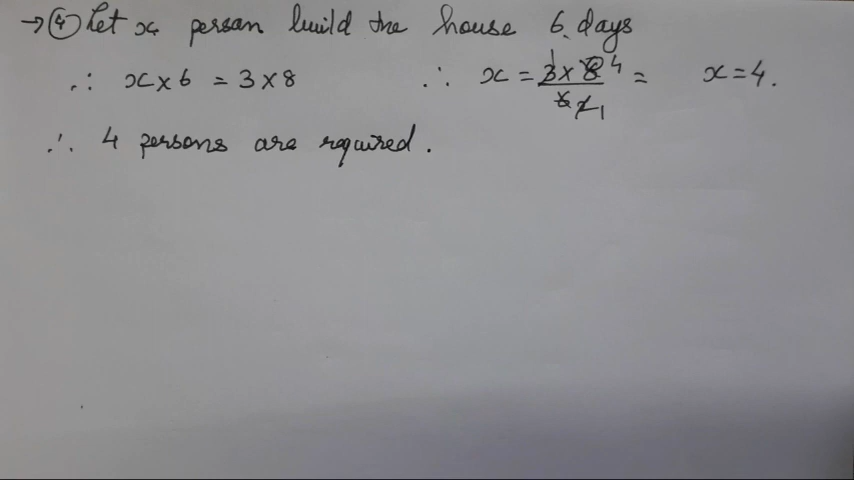 → ④ Let x person build the house 6 days
∴ x × 6 = 3 × 8 ∴ x = 3 × 8 / 6 = x = 4.
∴ 4 persons are required.